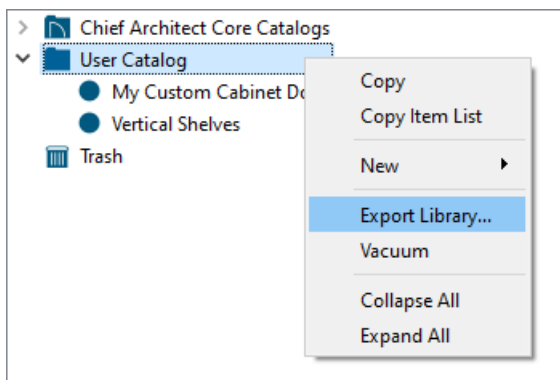 Chief Architect Core Catalogs
User Catalog
My Custom Cabinet
Vertical Shelves
Trash
Copy
Copy Item List
New
Export Library...
Vacuum
Collapse All
Expand All